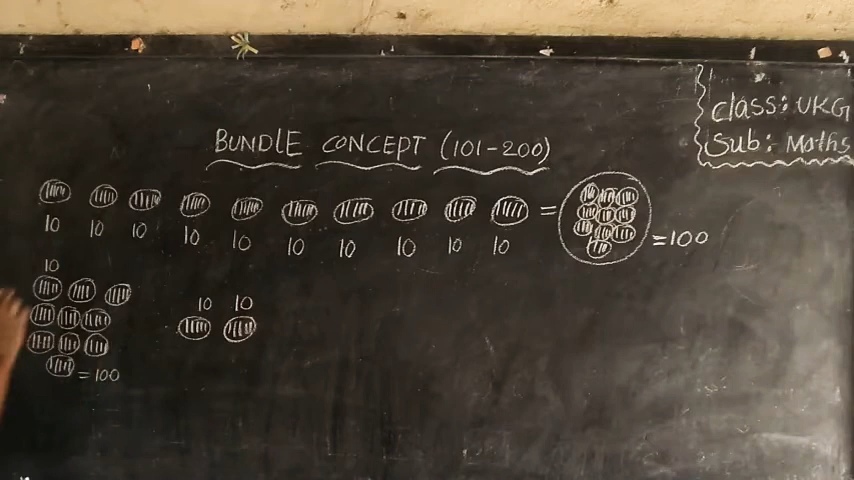 class: UKG
Sub: Maths
BUNDLE CONCEPT (101-200)
= =100
10 10 10 10 10 10 10 10 10 10
10
10 10
=100